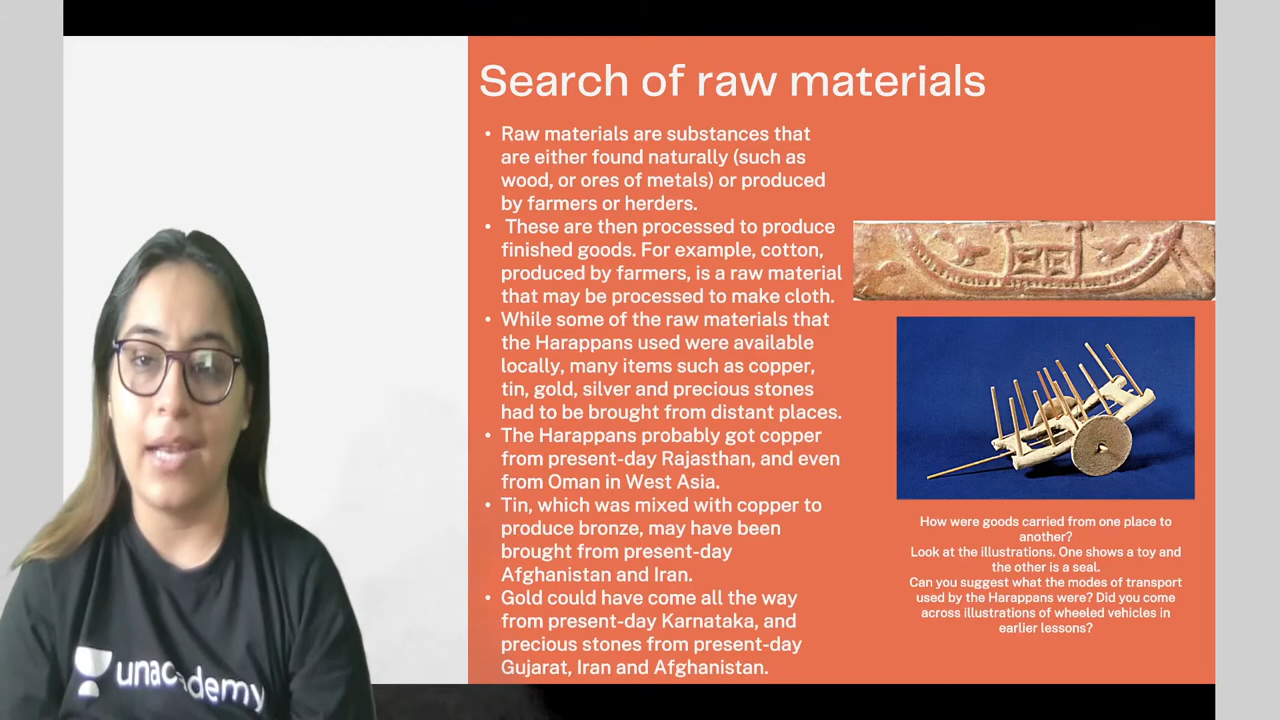 Search of raw materials
• Raw materials are substances that
are either found naturally (such as
wood, or ores of metals) or produced
by farmers or herders.
• These are then processed to produce
finished goods. For example, cotton,
produced by farmers, is a raw material
that may be processed to make cloth.
• While some of the raw materials that
the Harappans used were available
locally, many items such as copper,
tin, gold, silver and precious stones
had to be brought from distant places.
• The Harappans probably got copper
from present-day Rajasthan, and even
from Oman in West Asia.
• Tin, which was mixed with copper to
produce bronze, may have been
brought from present-day
Afghanistan and Iran.
• Gold could have come all the way
from present-day Karnataka, and
precious stones from present-day
Gujarat, Iran and Afghanistan.
How were goods carried from one place to
another?
Look at the illustrations. One shows a toy and
the other is a seal.
Can you suggest what the modes of transport
used by the Harappans were? Did you come
across illustrations of wheeled vehicles in
earlier lessons?
unacademy